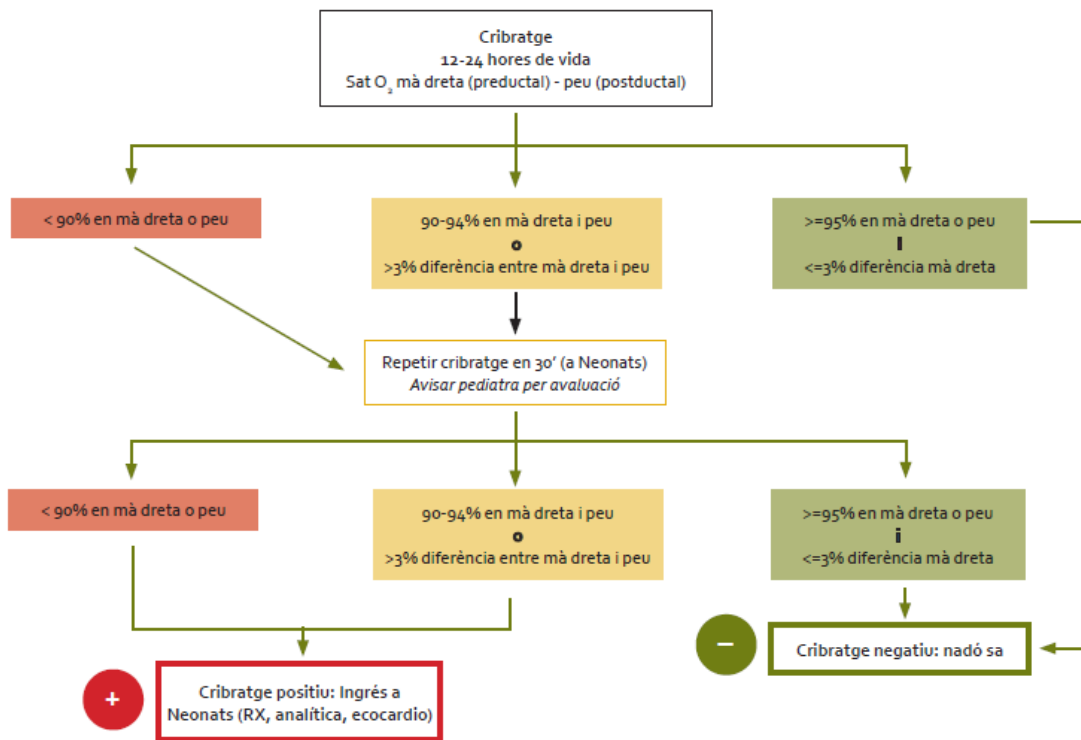 Cribratge
12-24 hores de vida
Sat O₂ mà dreta (preductal) - peu (postductal)
< 90% en mà dreta o peu
90-94% en mà dreta i peu
o
>3% diferència entre mà dreta i peu
>=95% en mà dreta o peu
I
<=3% diferència mà dreta
Repetir cribratge en 30' (a Neonats)
Avisar pediatra per avaluació
< 90% en mà dreta o peu
90-94% en mà dreta i peu
o
>3% diferència entre mà dreta i peu
>=95% en mà dreta o peu
i
<=3% diferència mà dreta
+
Cribratge positiu: Ingrés a
Neonats (RX, analítica, ecocardio)
–
Cribratge negatiu: nadó sa